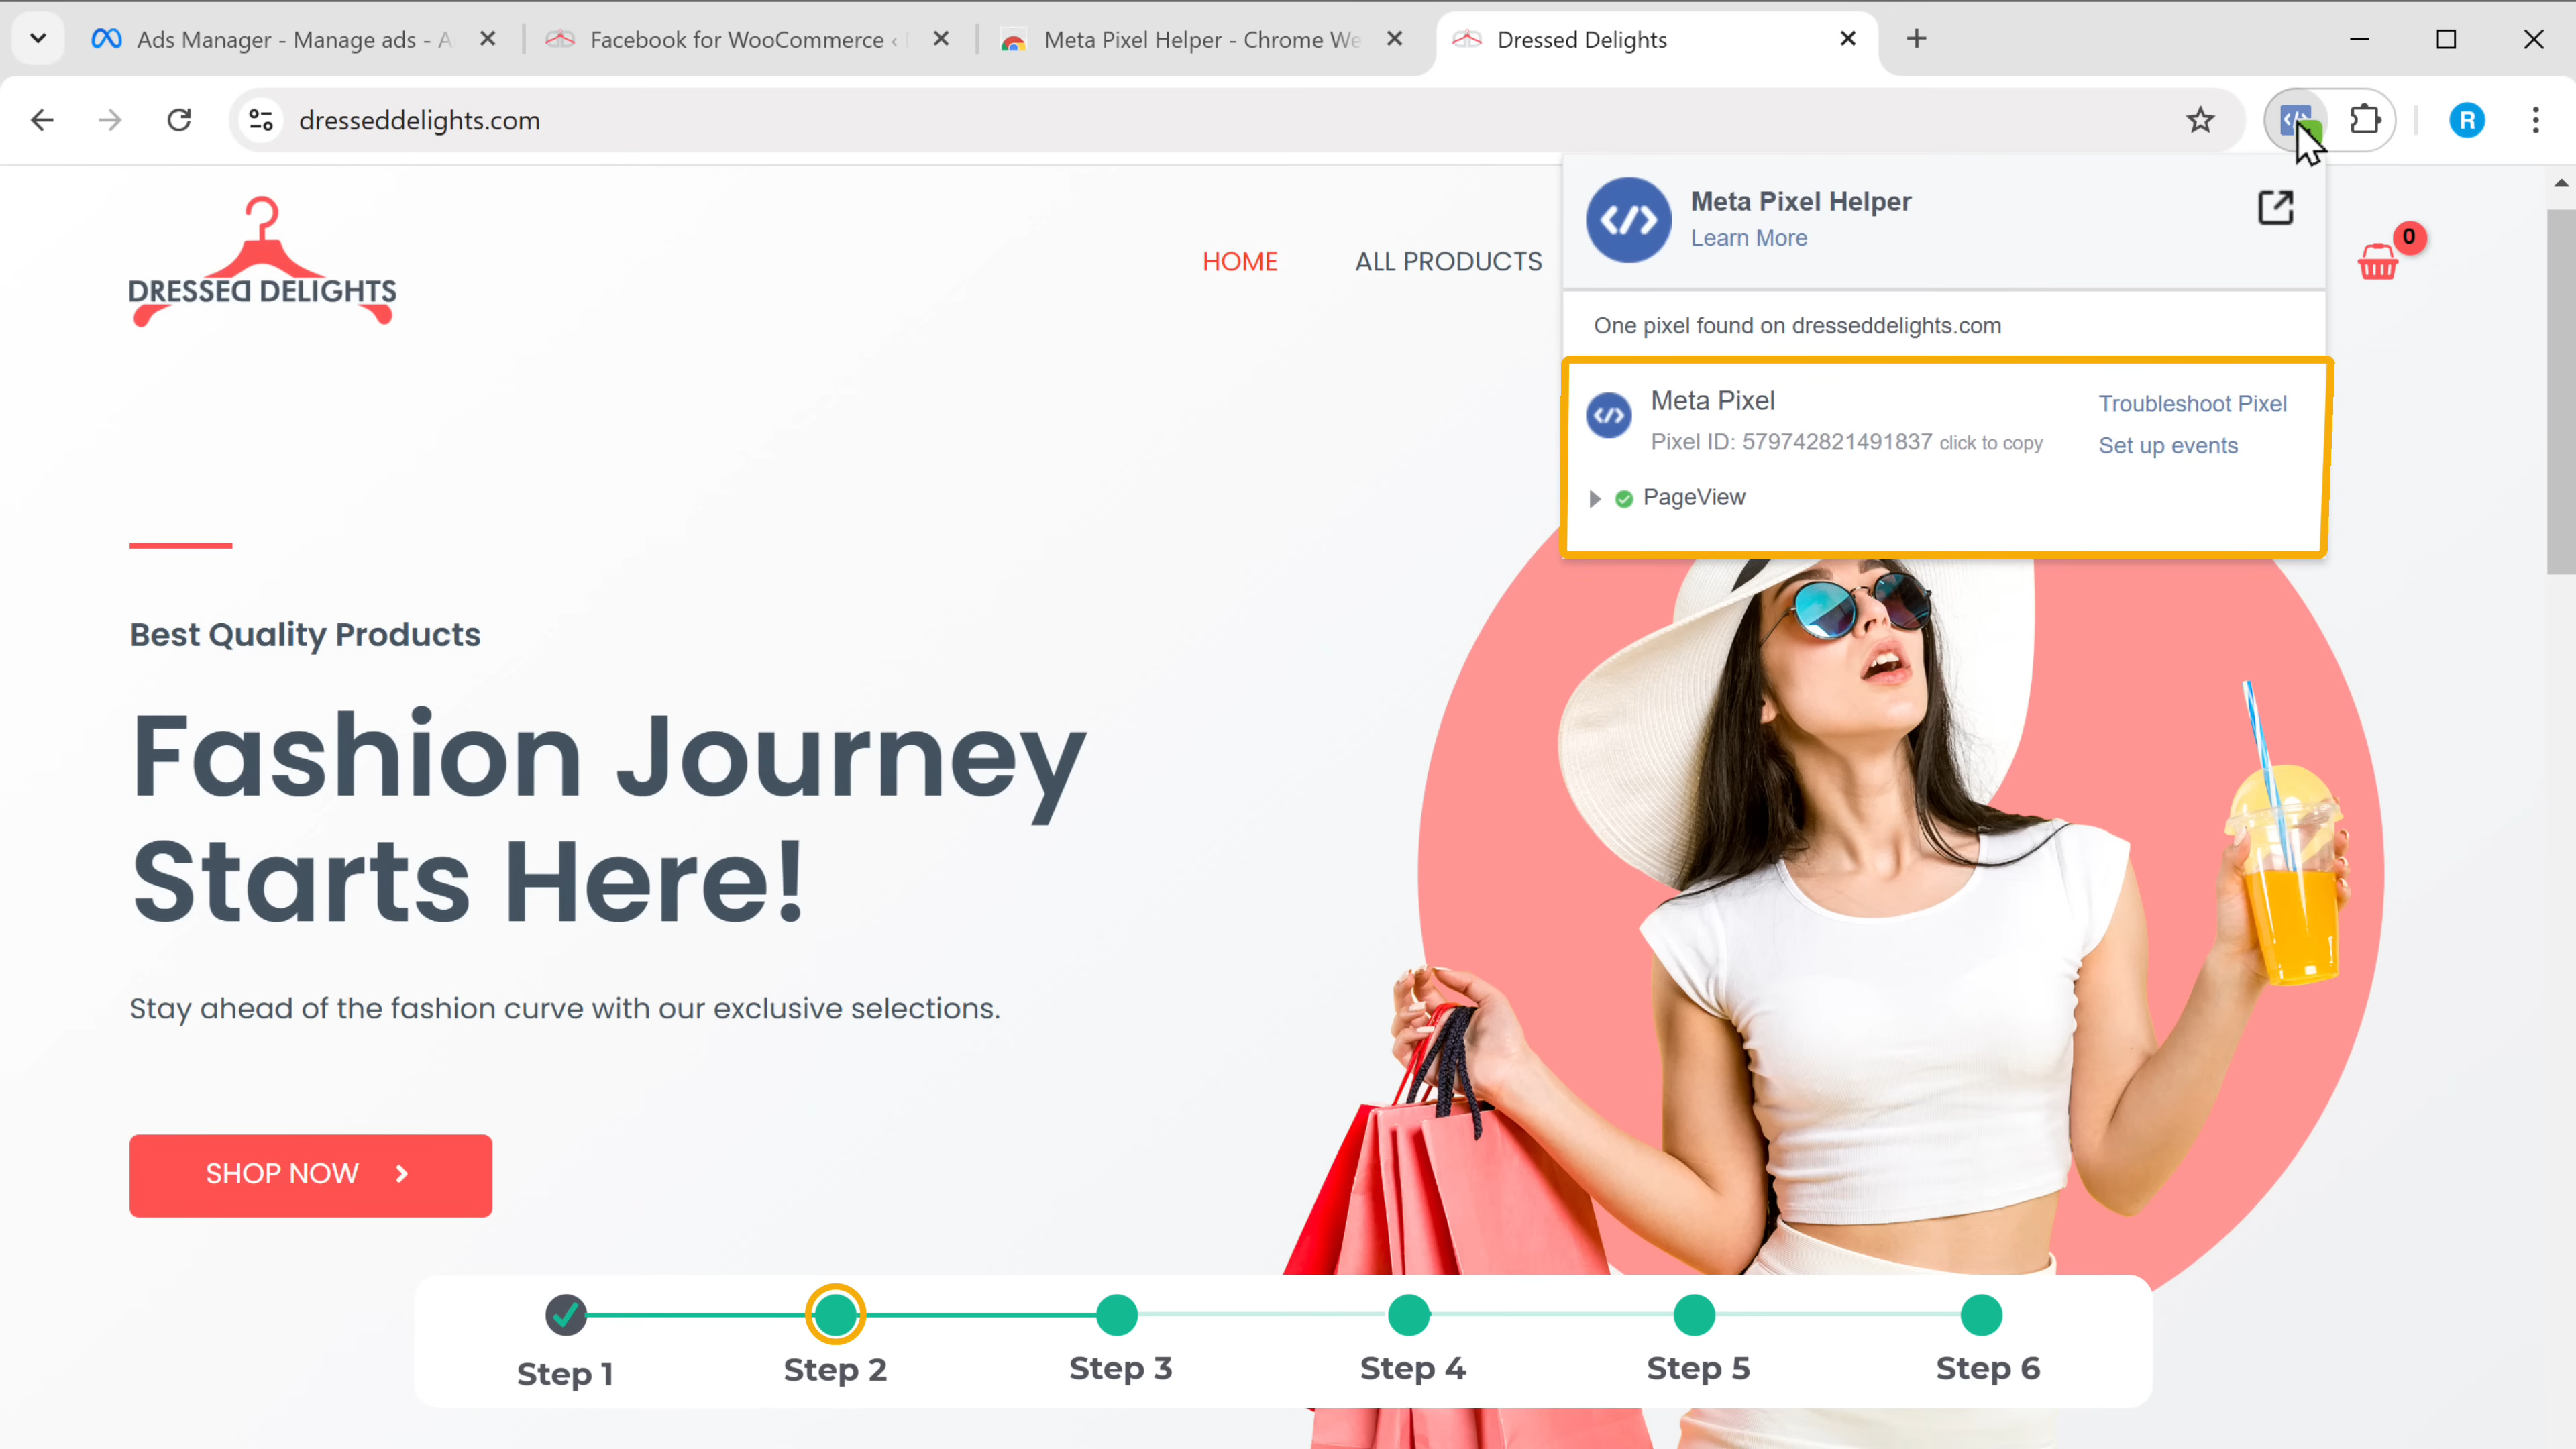 Ads Manager - Manage ads - A
Facebook for WooCommerce ‹
Meta Pixel Helper - Chrome We
Dressed Delights
dresseddelights.com
R
DRESSED DELIGHTS
HOME
ALL PRODUCTS
0
Meta Pixel Helper
Learn More
One pixel found on dresseddelights.com
Meta Pixel
Troubleshoot Pixel
Pixel ID: 579742821491837 click to copy
Set up events
PageView
Best Quality Products
Fashion Journey
Starts Here!
Stay ahead of the fashion curve with our exclusive selections.
SHOP NOW
Step 1
Step 2
Step 3
Step 4
Step 5
Step 6